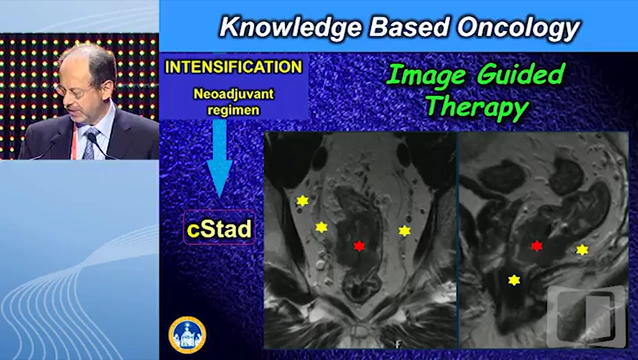 Knowledge Based Oncology
INTENSIFICATION
Neoadjuvant
regimen
Image Guided
Therapy
cStad
F